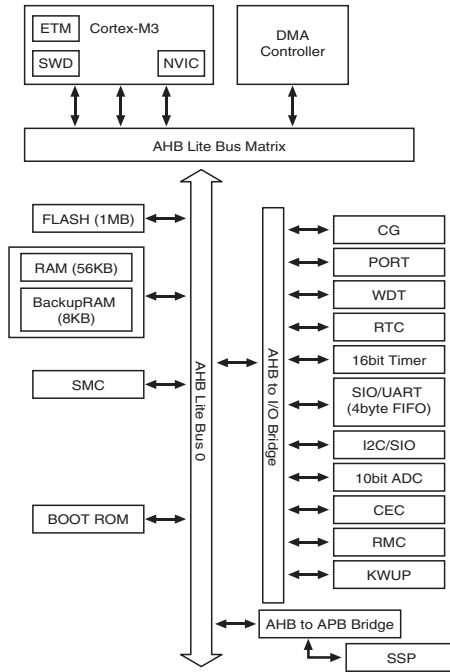 ETM
Cortex-M3
SWD
NVIC
DMA
Controller
AHB Lite Bus Matrix
FLASH (1MB)
RAM (56KB)
BackupRAM
(8KB)
SMC
BOOT ROM
AHB Lite Bus 0
AHB to I/O Bridge
CG
PORT
WDT
RTC
16bit Timer
SIO/UART
(4byte FIFO)
I2C/SIO
10bit ADC
CEC
RMC
KWUP
AHB to APB Bridge
SSP